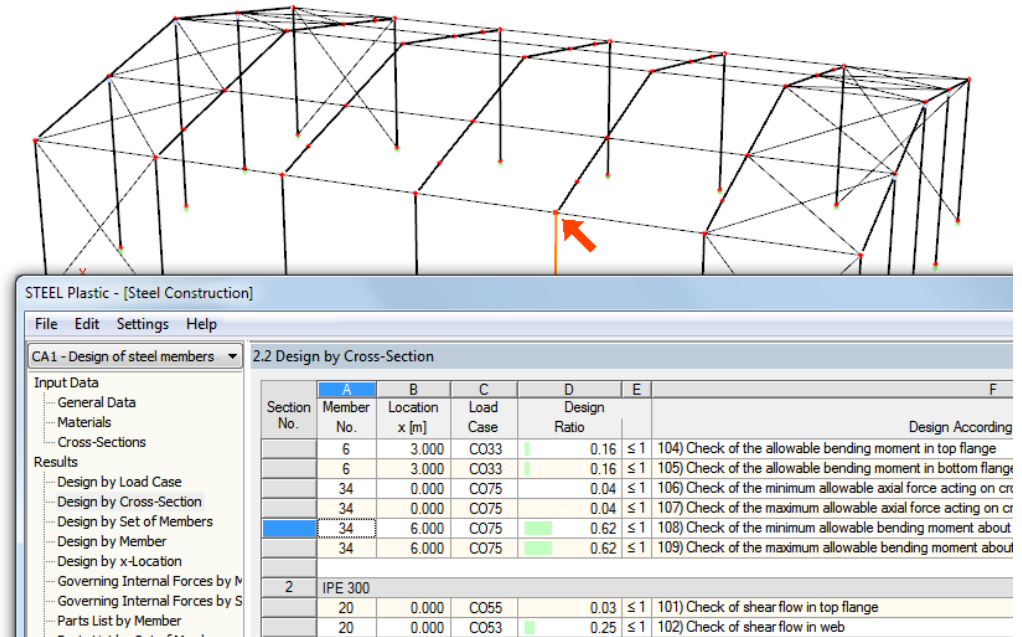 X
STEEL Plastic - [Steel Construction]
File Edit Settings Help
CA1 - Design of steel members
2.2 Design by Cross-Section
Input Data
General Data
Materials
Cross-Sections
Results
Design by Load Case
Design by Cross-Section
Design by Set of Members
Design by Member
Design by x-Location
Governing Internal Forces by M
Governing Internal Forces by S
Parts List by Member
A B C D E F
Section Member Location Load Design
No. No. x [m] Case Ratio Design According
6 3.000 CO33 0.16 ≤ 1 104) Check of the allowable bending moment in top flange
6 3.000 CO33 0.16 ≤ 1 105) Check of the allowable bending moment in bottom flange
34 0.000 CO75 0.04 ≤ 1 106) Check of the minimum allowable axial force acting on cro
34 0.000 CO75 0.04 ≤ 1 107) Check of the maximum allowable axial force acting on cr
34 6.000 CO75 0.62 ≤ 1 108) Check of the minimum allowable bending moment about
34 6.000 CO75 0.62 ≤ 1 109) Check of the maximum allowable bending moment about
2 IPE 300
20 0.000 CO55 0.03 ≤ 1 101) Check of shear flow in top flange
20 0.000 CO53 0.25 ≤ 1 102) Check of shear flow in web